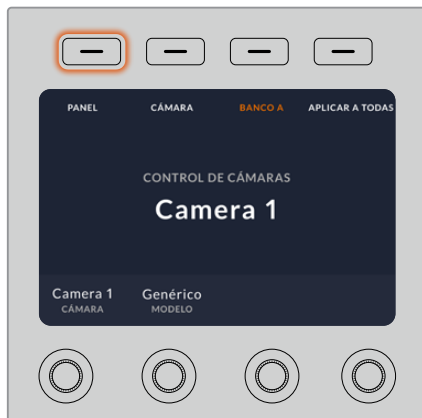 PANEL CÁMARA BANCO A APLICAR A TODAS
CONTROL DE CÁMARAS
Camera 1
Camera 1 Genérico
CÁMARA MODELO